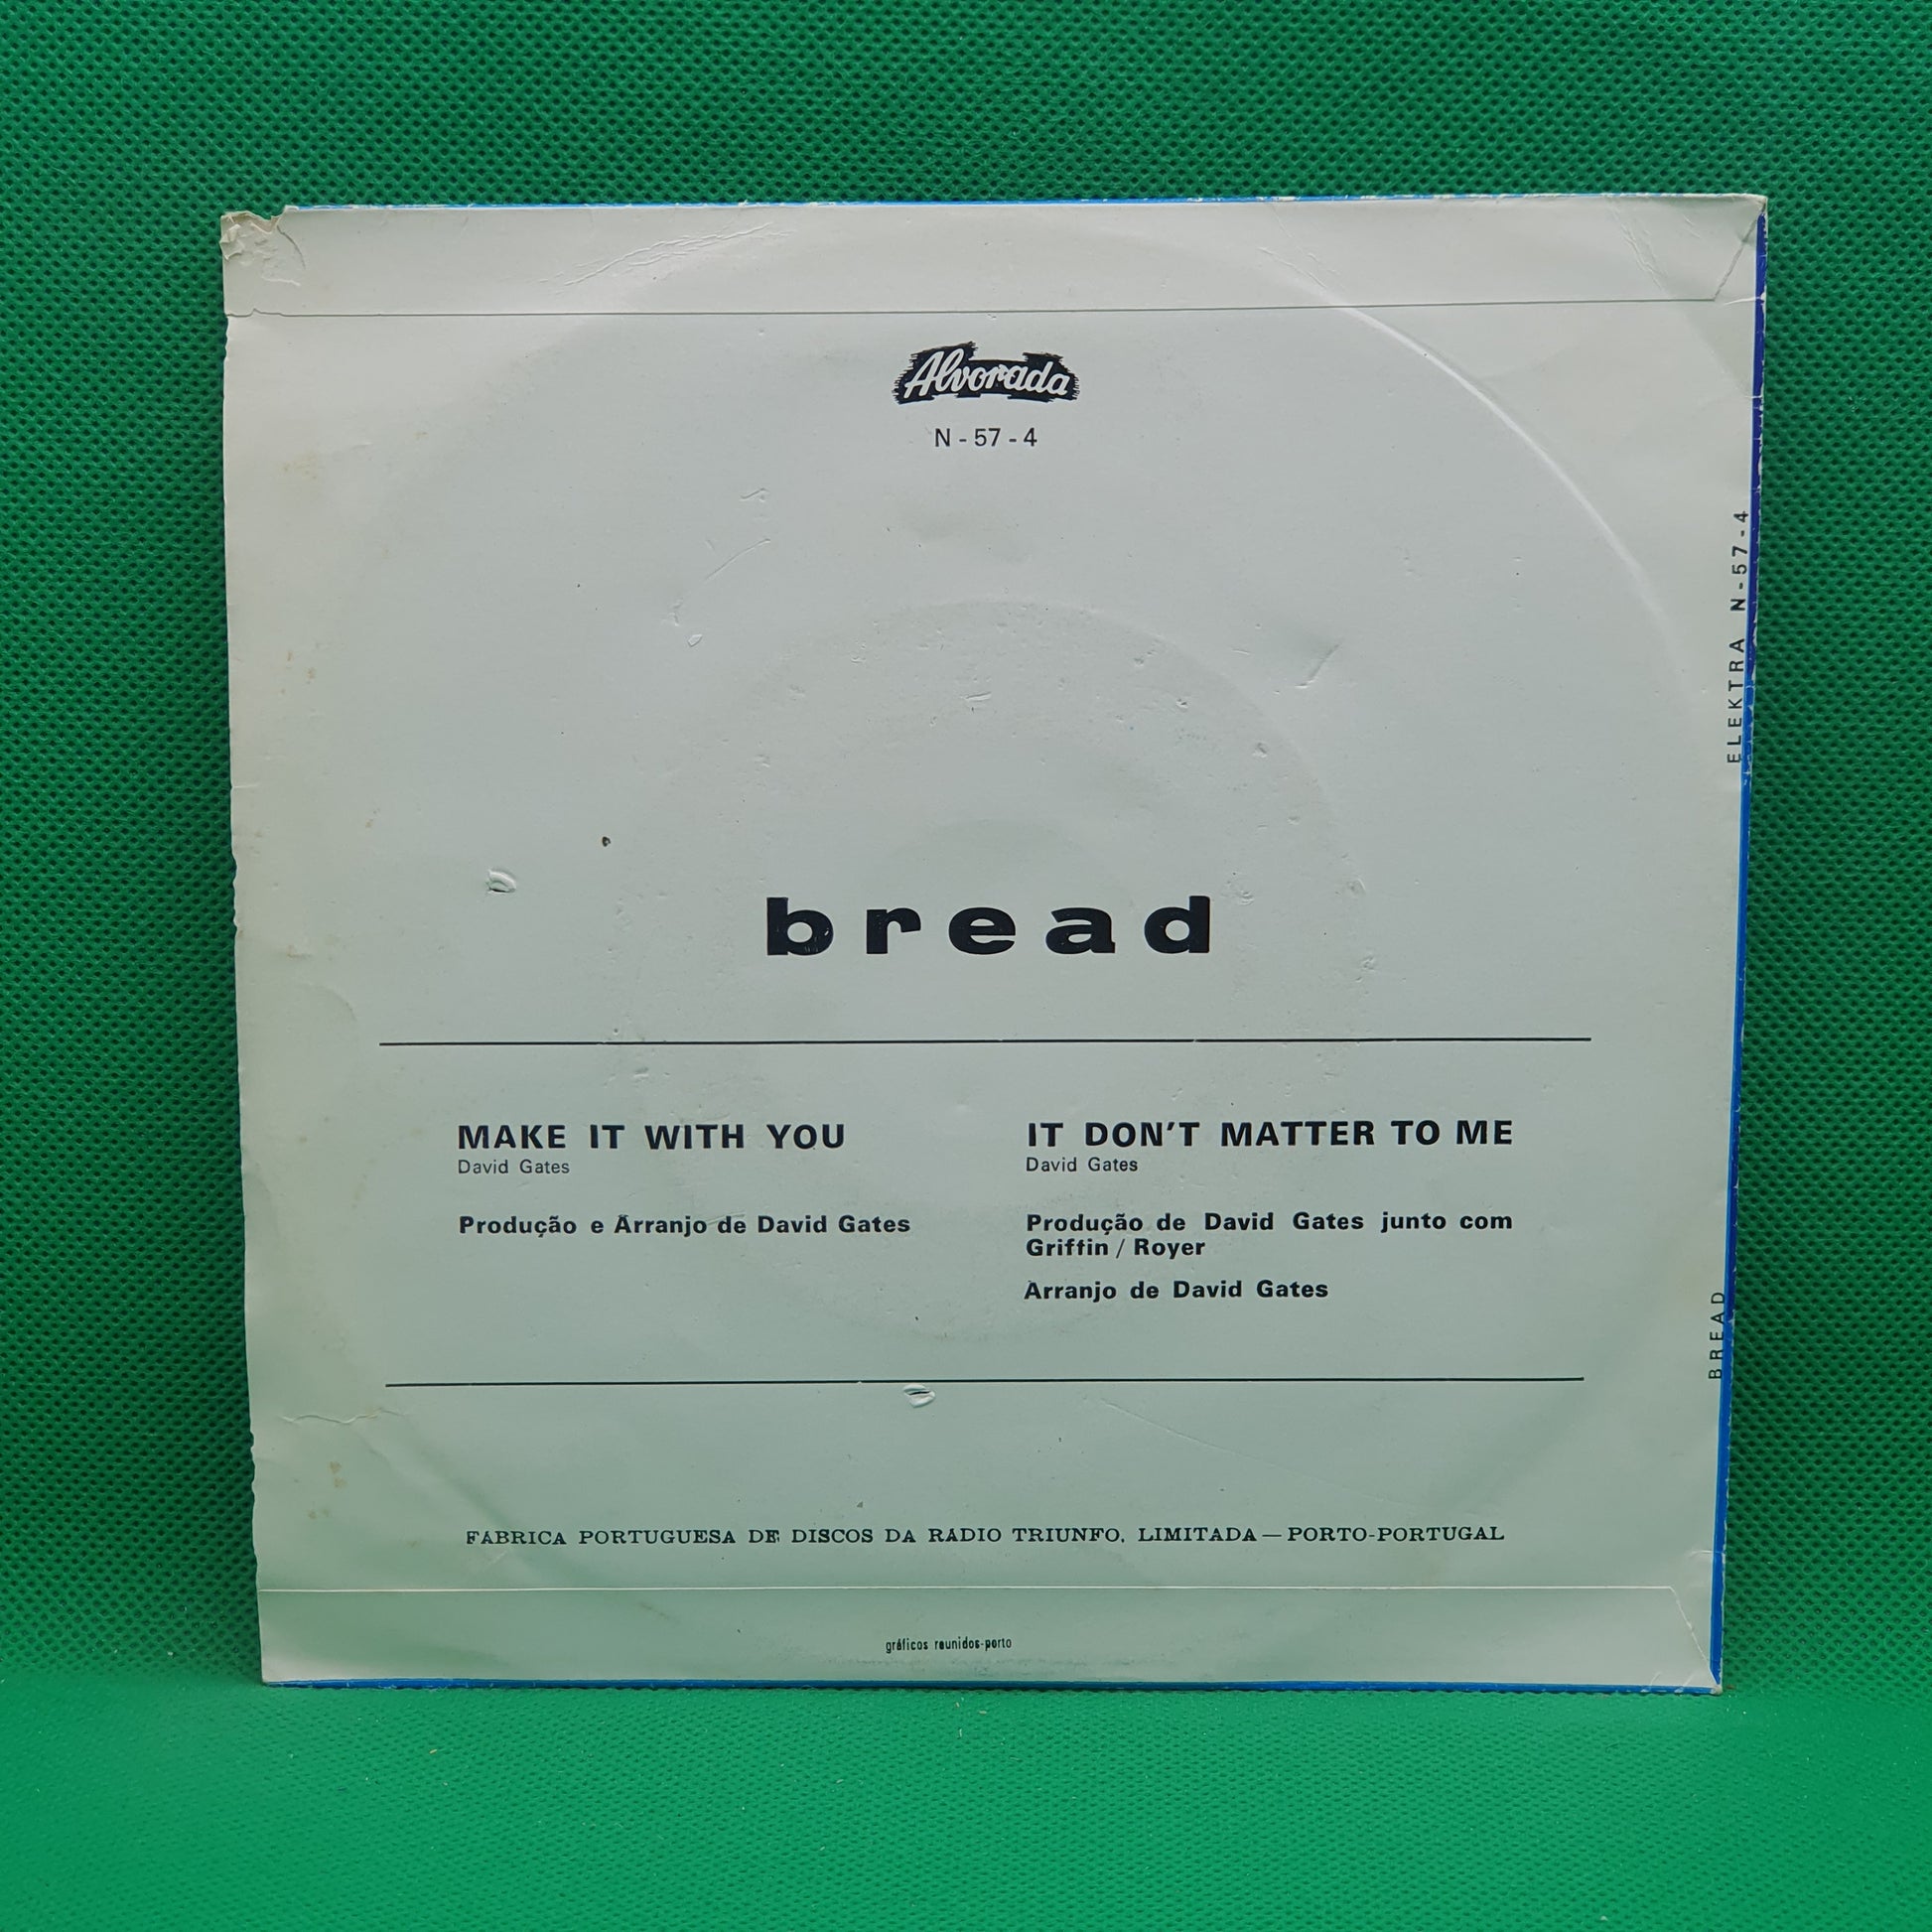 Alvorada
N - 57 - 4
bread
MAKE IT WITH YOU
David Gates
Produção e Arranjo de David Gates
IT DON'T MATTER TO ME
David Gates
Produção de David Gates junto com
Griffin / Royer
Arranjo de David Gates
FÁBRICA PORTUGUESA DE DISCOS DA RÁDIO TRIUNFO, LIMITADA — PORTO-PORTUGAL
gráficos reunidos-porto
ELEKTRA N-57-4
BREAD